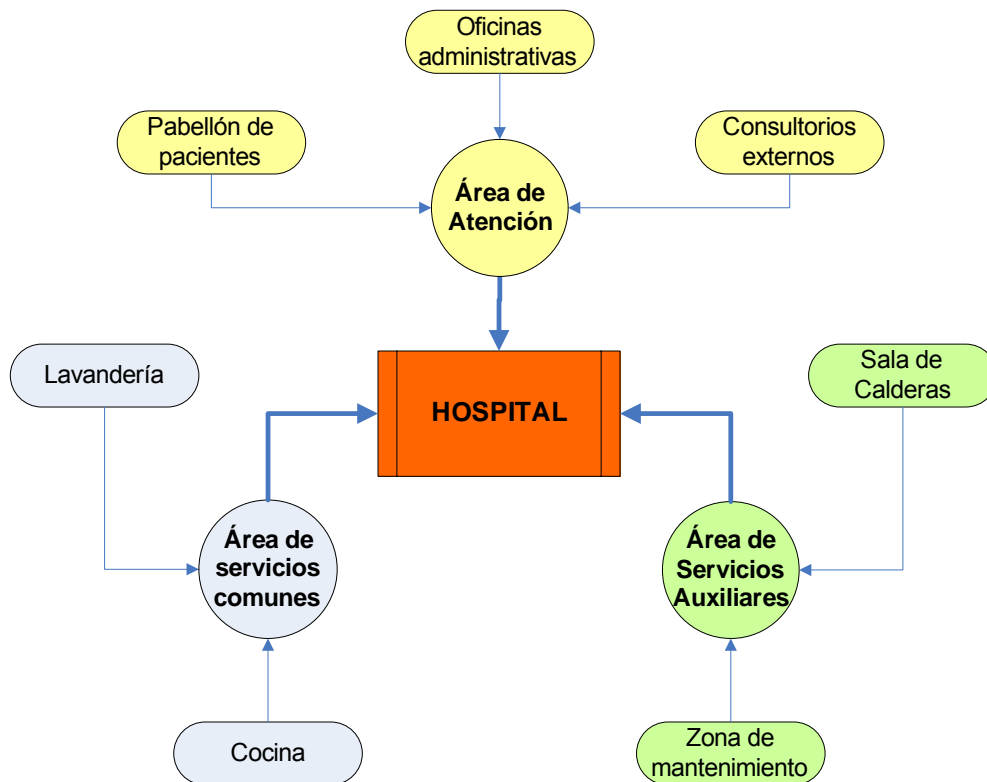 Oficinas
administrativas
Pabellón de
pacientes
Consultorios
externos
Área de
Atención
Lavandería
Sala de
Calderas
HOSPITAL
Área de
servicios
comunes
Área de
Servicios
Auxiliares
Cocina
Zona de
mantenimiento